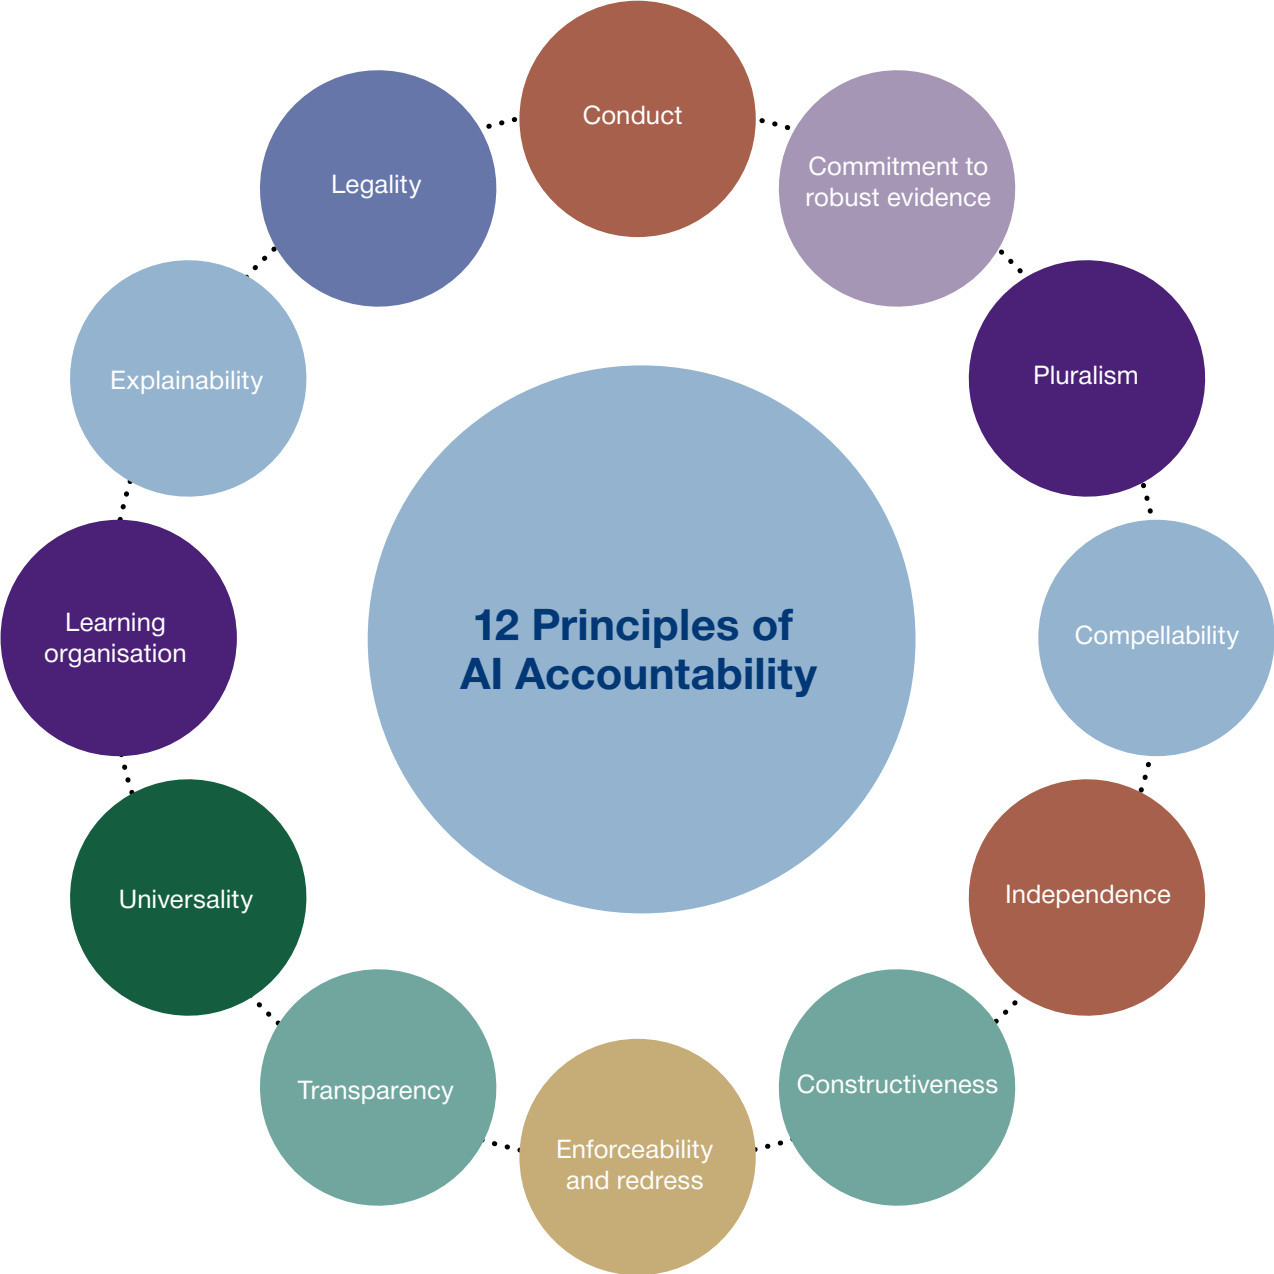 Conduct
Commitment to
robust evidence
Pluralism
Compellability
Independence
Constructiveness
Enforceability
and redress
Transparency
Universality
Learning
organisation
Explainability
Legality
12 Principles of
AI Accountability